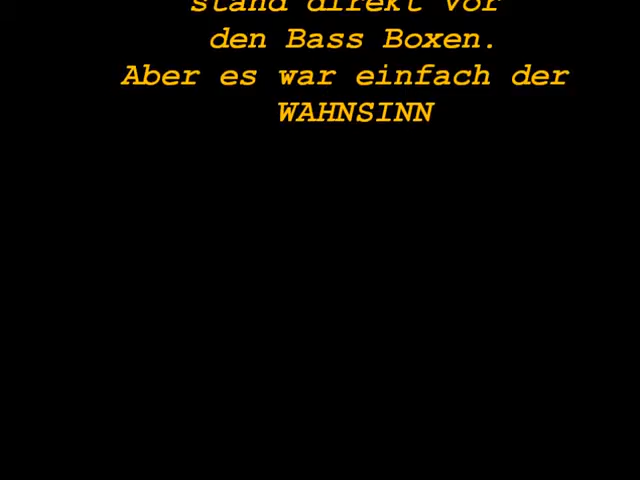 stand direkt vor
den Bass Boxen.
Aber es war einfach der
WAHNSINN